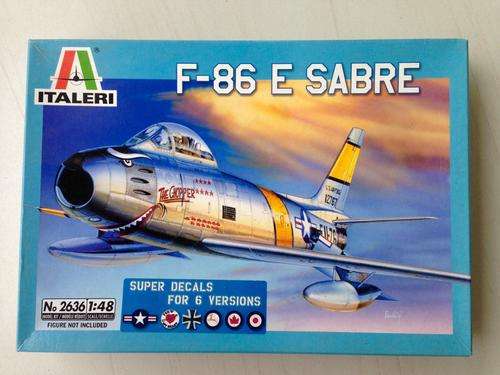 F-86 E SABRE
ITALERI
THE CHOPPER
SUPER DECALS
FOR 6 VERSIONS
No 2636 1:48
FIGURE NOT INCLUDED